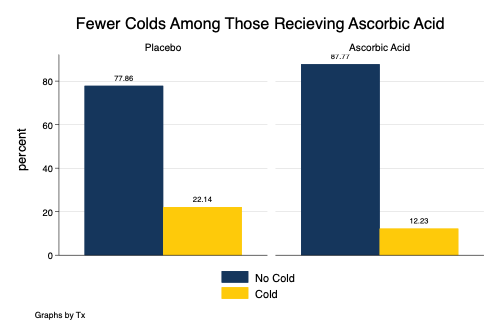 Fewer Colds Among Those Recieving Ascorbic Acid
Placebo
Ascorbic Acid
77.86
22.14
87.77
12.23
percent
80
60
40
20
0
No Cold
Cold
Graphs by Tx